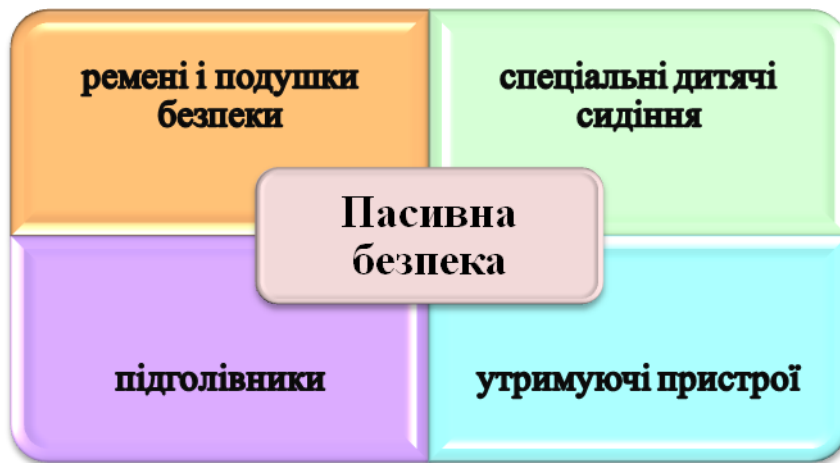 ремені і подушки
безпеки
спеціальні дитячі
сидіння
Пасивна
безпека
підголівники
утримуючі пристрої